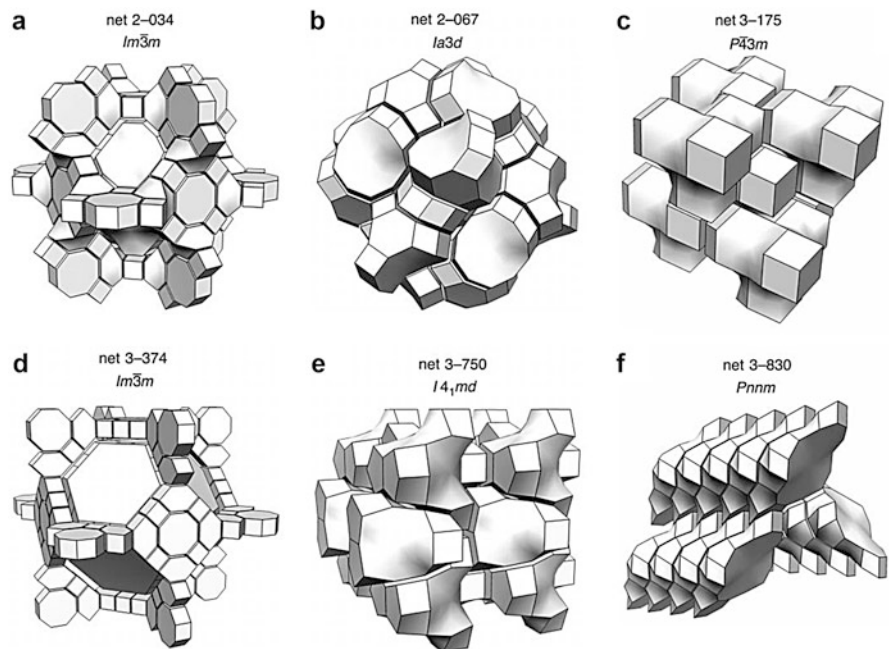 a
net 2–034
Im3̅m
b
net 2–067
Ia3d
c
net 3–175
P4̅3m
d
net 3–374
Im3̅m
e
net 3–750
I4₁md
f
net 3–830
Pnnm